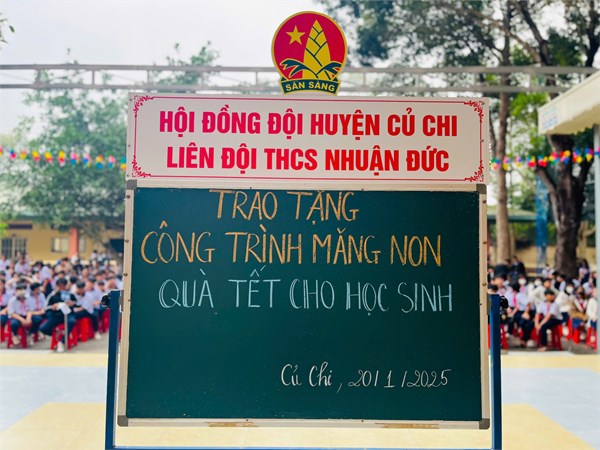 SẴN SÀNG
HỘI ĐỒNG ĐỘI HUYỆN CỦ CHI
LIÊN ĐỘI THCS NHUẬN ĐỨC
TRAO TẶNG
CÔNG TRÌNH MĂNG NON
QUÀ TẾT CHO HỌC SINH
Củ Chi, 20/1/2025